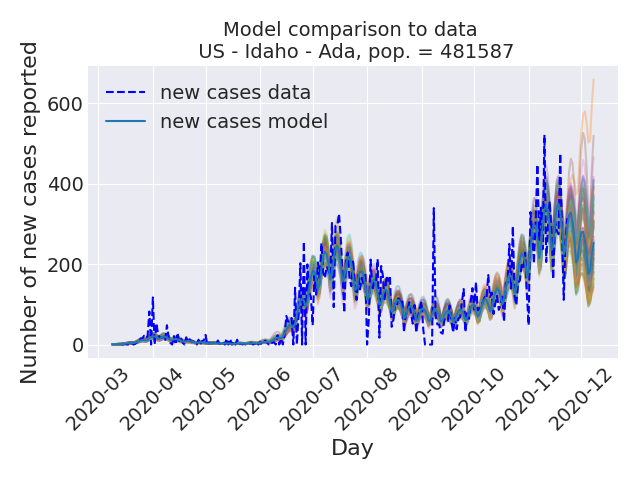 Model comparison to data
US - Idaho - Ada, pop. = 481587
Number of new cases reported
600
400
200
0
new cases data
new cases model
2020-03
2020-04
2020-05
2020-06
2020-07
2020-08
2020-09
2020-10
2020-11
2020-12
Day